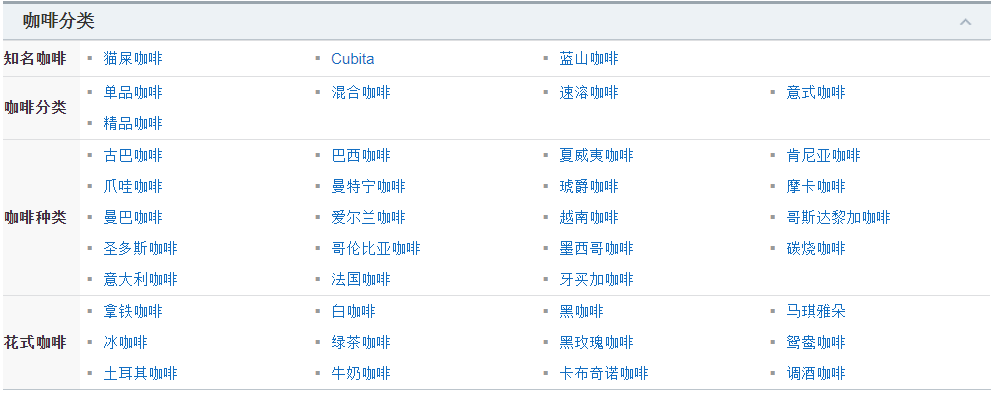 咖啡分类
知名咖啡 ▪ 猫屎咖啡 ▪ Cubita ▪ 蓝山咖啡
咖啡分类 ▪ 单品咖啡 ▪ 混合咖啡 ▪ 速溶咖啡 ▪ 意式咖啡
▪ 精品咖啡
咖啡种类 ▪ 古巴咖啡 ▪ 巴西咖啡 ▪ 夏威夷咖啡 ▪ 肯尼亚咖啡
▪ 爪哇咖啡 ▪ 曼特宁咖啡 ▪ 琥爵咖啡 ▪ 摩卡咖啡
▪ 曼巴咖啡 ▪ 爱尔兰咖啡 ▪ 越南咖啡 ▪ 哥斯达黎加咖啡
▪ 圣多斯咖啡 ▪ 哥伦比亚咖啡 ▪ 墨西哥咖啡 ▪ 碳烧咖啡
▪ 意大利咖啡 ▪ 法国咖啡 ▪ 牙买加咖啡
花式咖啡 ▪ 拿铁咖啡 ▪ 白咖啡 ▪ 黑咖啡 ▪ 马琪雅朵
▪ 冰咖啡 ▪ 绿茶咖啡 ▪ 黑玫瑰咖啡 ▪ 鸳鸯咖啡
▪ 土耳其咖啡 ▪ 牛奶咖啡 ▪ 卡布奇诺咖啡 ▪ 调酒咖啡